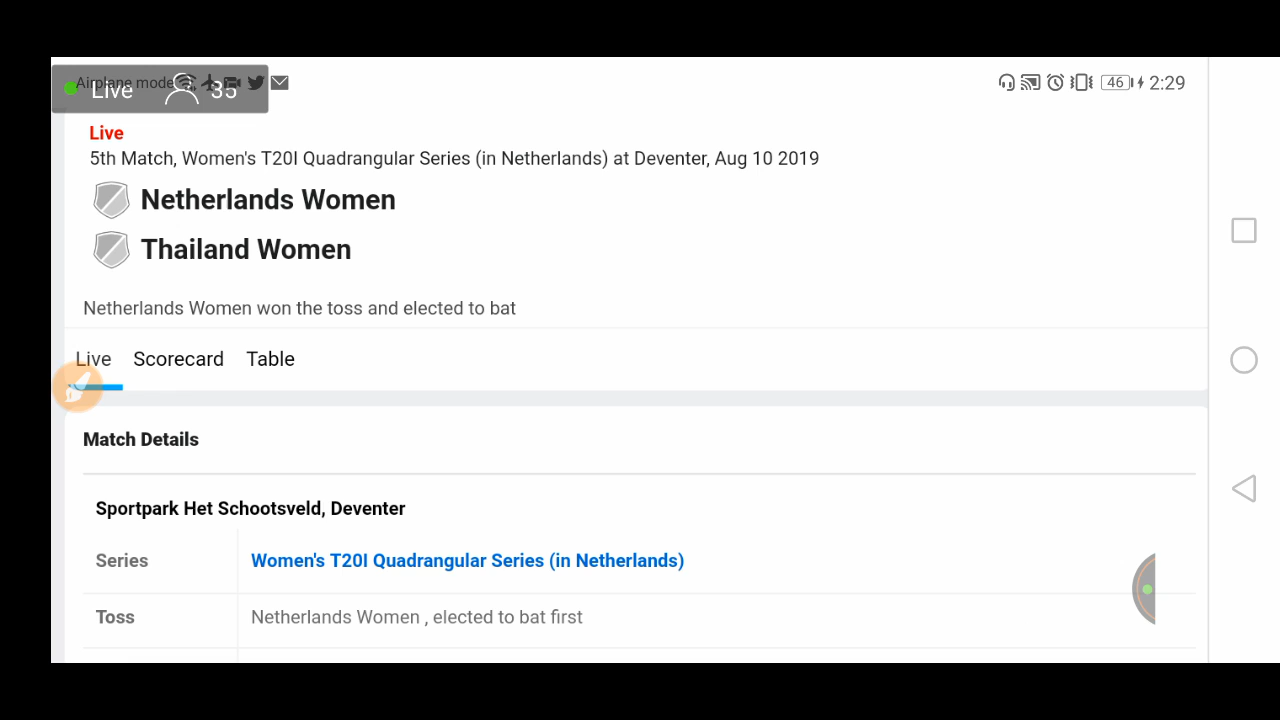 Airplane mode
Live 35
46 2:29
Live
5th Match, Women's T20I Quadrangular Series (in Netherlands) at Deventer, Aug 10 2019
Netherlands Women
Thailand Women
Netherlands Women won the toss and elected to bat
Live Scorecard Table
Match Details
Sportpark Het Schootsveld, Deventer
Series Women's T20I Quadrangular Series (in Netherlands)
Toss Netherlands Women , elected to bat first